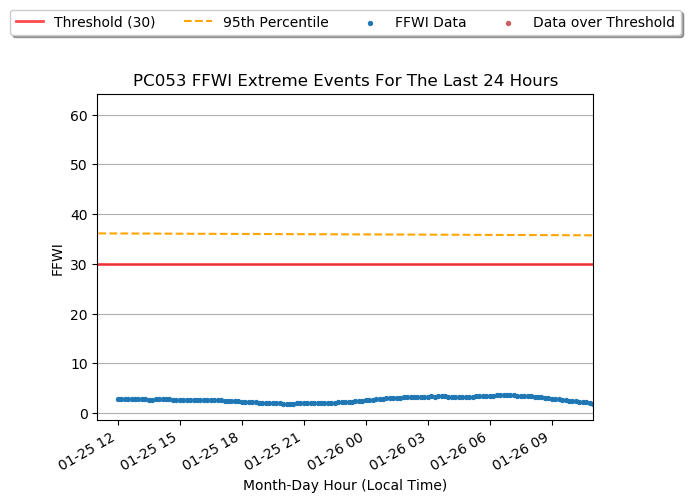 Threshold (30) 95th Percentile FFWI Data Data over Threshold
PC053 FFWI Extreme Events For The Last 24 Hours
60
50
40
30
20
10
0
FFWI
01-25 12 01-25 15 01-25 18 01-25 21 01-26 00 01-26 03 01-26 06 01-26 09
Month-Day Hour (Local Time)